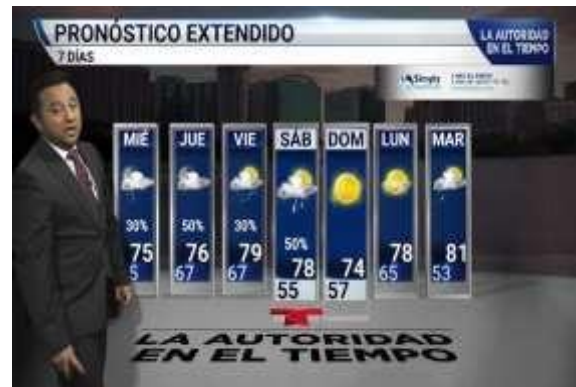 PRONÓSTICO EXTENDIDO
7 DÍAS
LA AUTORIDAD
EN EL TIEMPO
MIÉ JUE VIE SÁB DOM LUN MAR
30% 50% 30% 50%
75 76 79 78 74 78 81
5 67 67 55 57 65 53
LA AUTORIDAD
EN EL TIEMPO